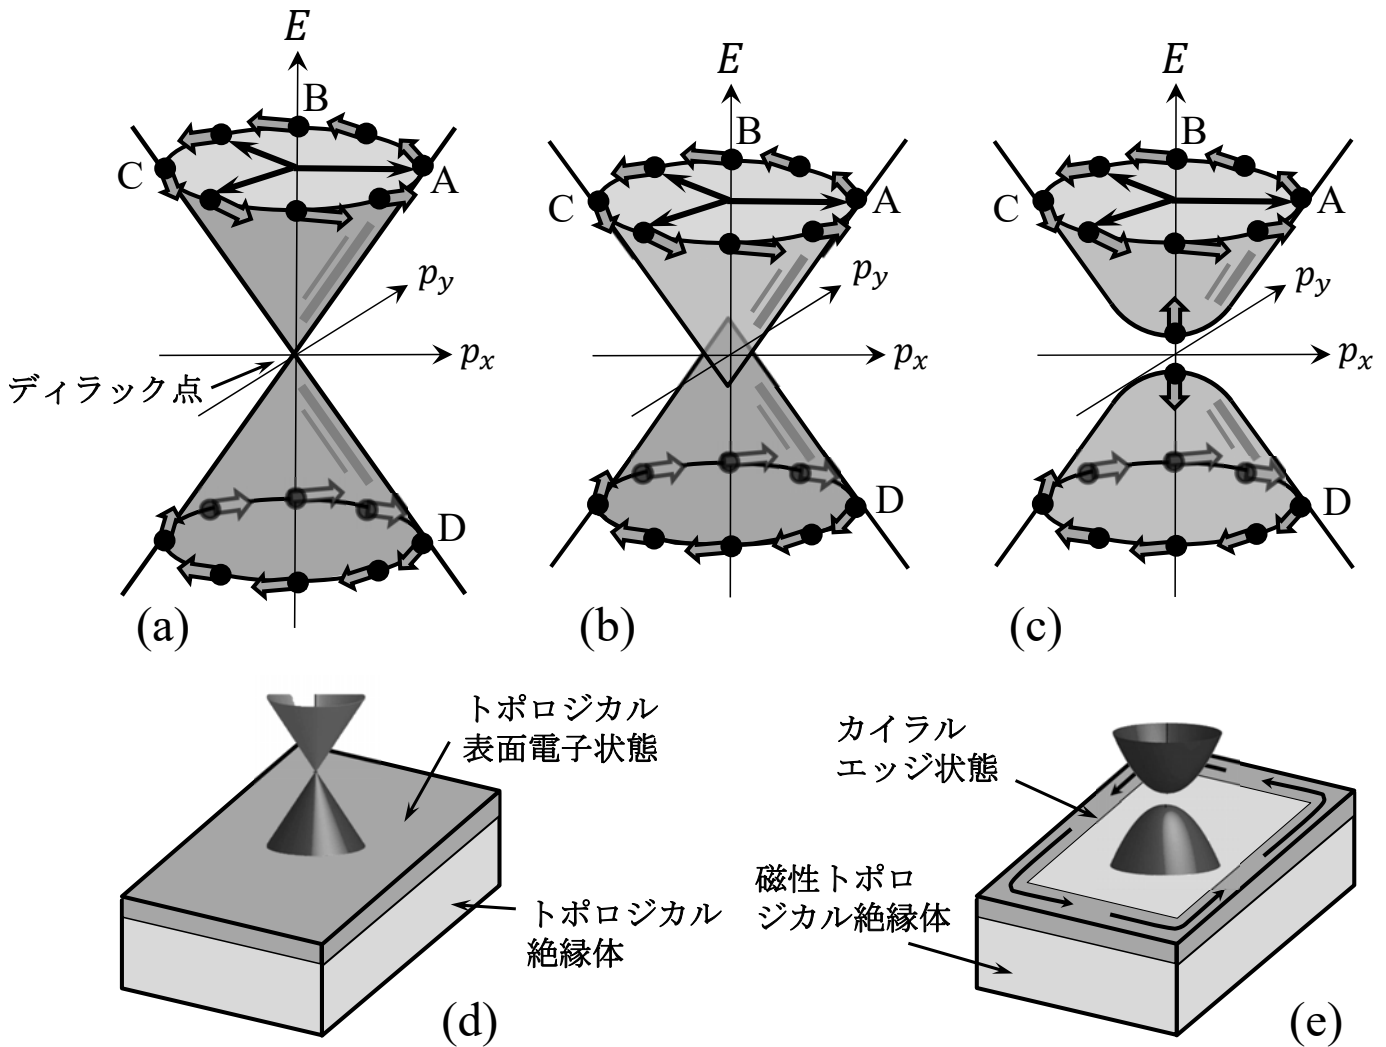 E
B
C
A
p_y
p_x
ディラック点
D
(a)
E
B
C
A
p_y
p_x
D
(b)
E
B
C
A
p_y
p_x
D
(c)
トポロジカル
表面電子状態
トポロジカル
絶縁体
(d)
カイラル
エッジ状態
磁性トポロ
ジカル絶縁体
(e)